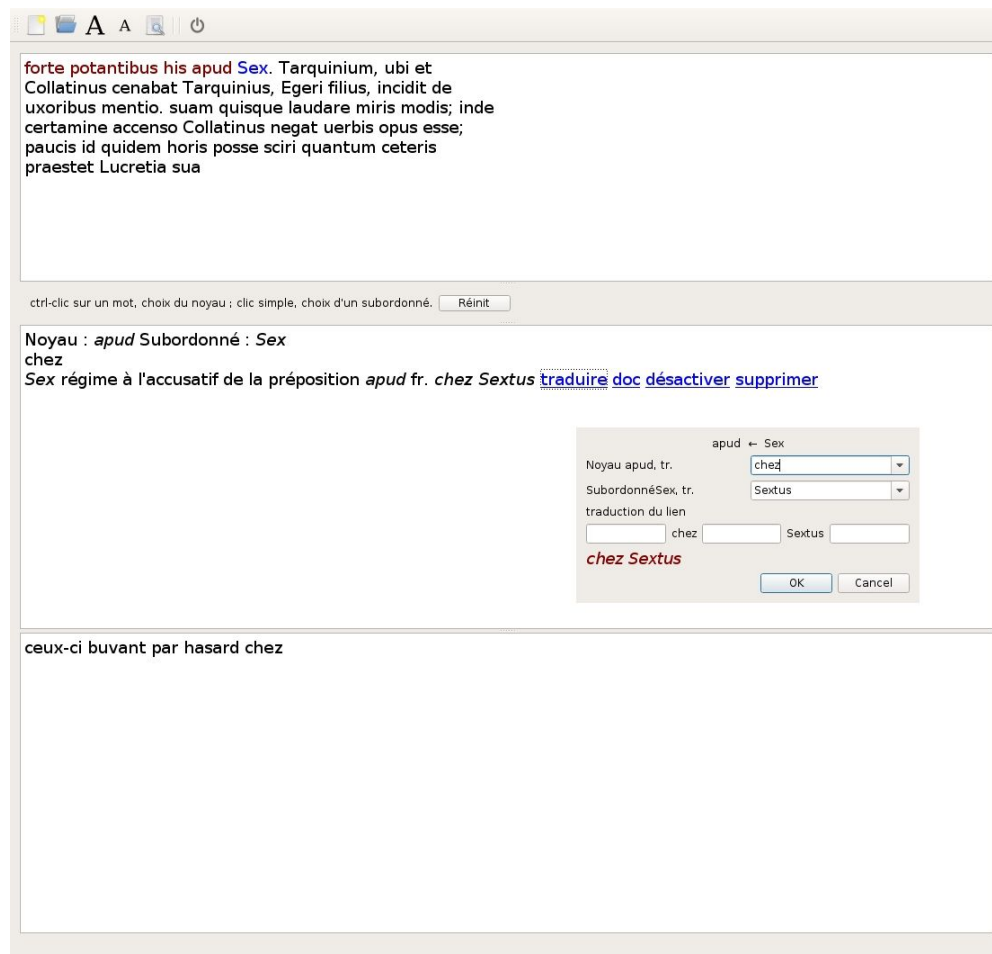 A A
forte potantibus his apud Sex. Tarquinium, ubi et
Collatinus cenabat Tarquinius, Egeri filius, incidit de
uxoribus mentio. suam quisque laudare miris modis; inde
certamine accenso Collatinus negat uerbis opus esse;
paucis id quidem horis posse sciri quantum ceteris
praestet Lucretia sua
ctrl-clic sur un mot, choix du noyau ; clic simple, choix d'un subordonné. Réinit
Noyau : apud Subordonné : Sex
chez
Sex régime à l'accusatif de la préposition apud fr. chez Sextus traduire doc désactiver supprimer
apud ← Sex
Noyau apud, tr. chez
SubordonnéSex, tr. Sextus
traduction du lien
chez Sextus
chez Sextus
OK Cancel
ceux-ci buvant par hasard chez